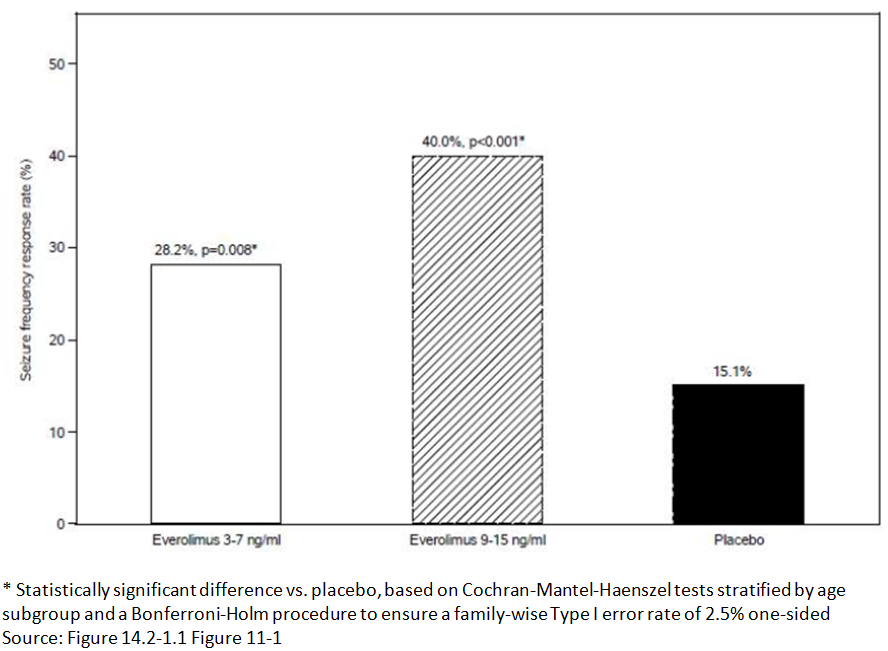 50
40.0%, p<0.001*
40
30
28.2%, p=0.008*
Seizure frequency response rate (%)
20
15.1%
10
0
Everolimus 3-7 ng/ml Everolimus 9-15 ng/ml Placebo
* Statistically significant difference vs. placebo, based on Cochran-Mantel-Haenszel tests stratified by age
subgroup and a Bonferroni-Holm procedure to ensure a family-wise Type I error rate of 2.5% one-sided
Source: Figure 14.2-1.1 Figure 11-1